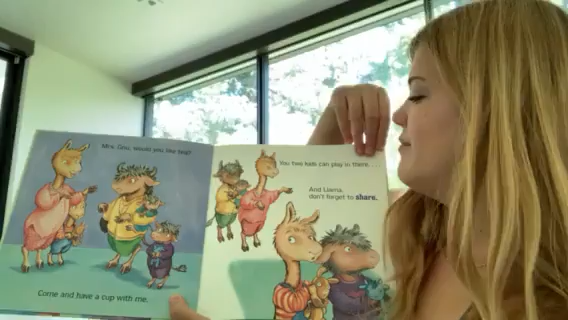 Mrs. Gnu, would you like tea?
Come and have a cup with me.
You two kids can play in there. . . .
And Llama,
don't forget to share.